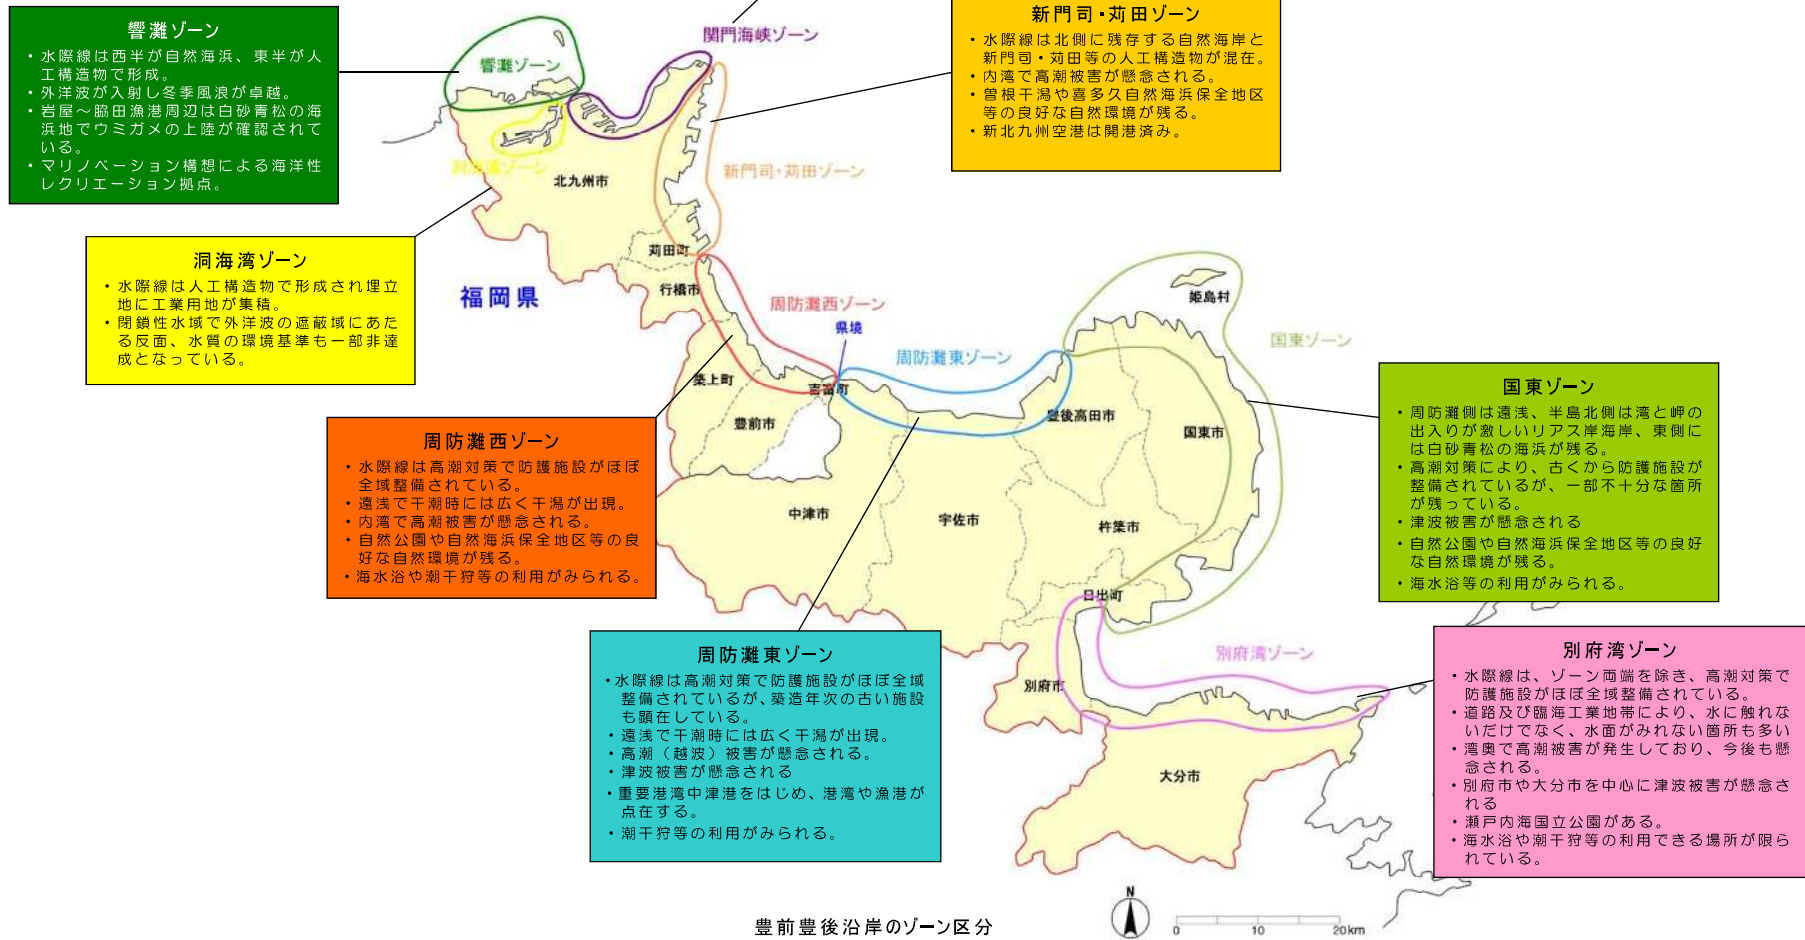 響灘ゾーン
・水際線は西半が自然海浜、東半が人
工構造物で形成。
・外洋波が入射し冬季風浪が卓越。
・岩屋～脇田漁港周辺は白砂青松の海
浜地でウミガメの上陸が確認されて
いる。
・マリノベーション構想による海洋性
レクリエーション拠点。
新門司・苅田ゾーン
・水際線は北側に残存する自然海岸と
新門司・苅田等の人工構造物が混在。
・内湾で高潮被害が懸念される。
・曽根干潟や喜多久自然海浜保全地区
等の良好な自然環境が残る。
・新北九州空港は開港済み。
関門海峡ゾーン
響灘ゾーン
洞海湾ゾーン
北九州市
新門司・苅田ゾーン
洞海湾ゾーン
・水際線は人工構造物で形成され埋立
地に工業用地が集積。
・閉鎖性水域で外洋波の遮蔽域にあた
る反面、水質の環境基準も一部非達
成となっている。
苅田町
福岡県
行橋市
周防灘西ゾーン
県境
周防灘東ゾーン
姫島村
国東ゾーン
築上町
吉富町
豊前市
豊後高田市
国東市
中津市
宇佐市
杵築市
日出町
別府湾ゾーン
別府市
大分市
周防灘西ゾーン
・水際線は高潮対策で防護施設がほぼ
全域整備されている。
・遠浅で干潮時には広く干潟が出現。
・内湾で高潮被害が懸念される。
・自然公園や自然海浜保全地区等の良
好な自然環境が残る。
・海水浴や潮干狩等の利用がみられる。
国東ゾーン
・周防灘側は遠浅、半島北側は湾と岬の
出入りが激しいリアス岸海岸、東側に
は白砂青松の海浜が残る。
・高潮対策により、古くから防護施設が
整備されているが、一部不十分な箇所
が残っている。
・津波被害が懸念される
・自然公園や自然海浜保全地区等の良好
な自然環境が残る。
・海水浴等の利用がみられる。
周防灘東ゾーン
・水際線は高潮対策で防護施設がほぼ全域
整備されているが、築造年次の古い施設
も顕在している。
・遠浅で干潮時には広く干潟が出現。
・高潮（越波）被害が懸念される。
・津波被害が懸念される
・重要港湾中津港をはじめ、港湾や漁港が
点在する。
・潮干狩等の利用がみられる。
別府湾ゾーン
・水際線は、ゾーン両端を除き、高潮対策で
防護施設がほぼ全域整備されている。
・道路及び臨海工業地帯により、水に触れな
いだけでなく、水面がみれない箇所も多い
・湾奥で高潮被害が発生しており、今後も懸
念される。
・別府市や大分市を中心に津波被害が懸念さ
れる
・瀬戸内海国立公園がある。
・海水浴や潮干狩等の利用できる場所が限ら
れている。
豊前豊後沿岸のゾーン区分
N
0 10 20km